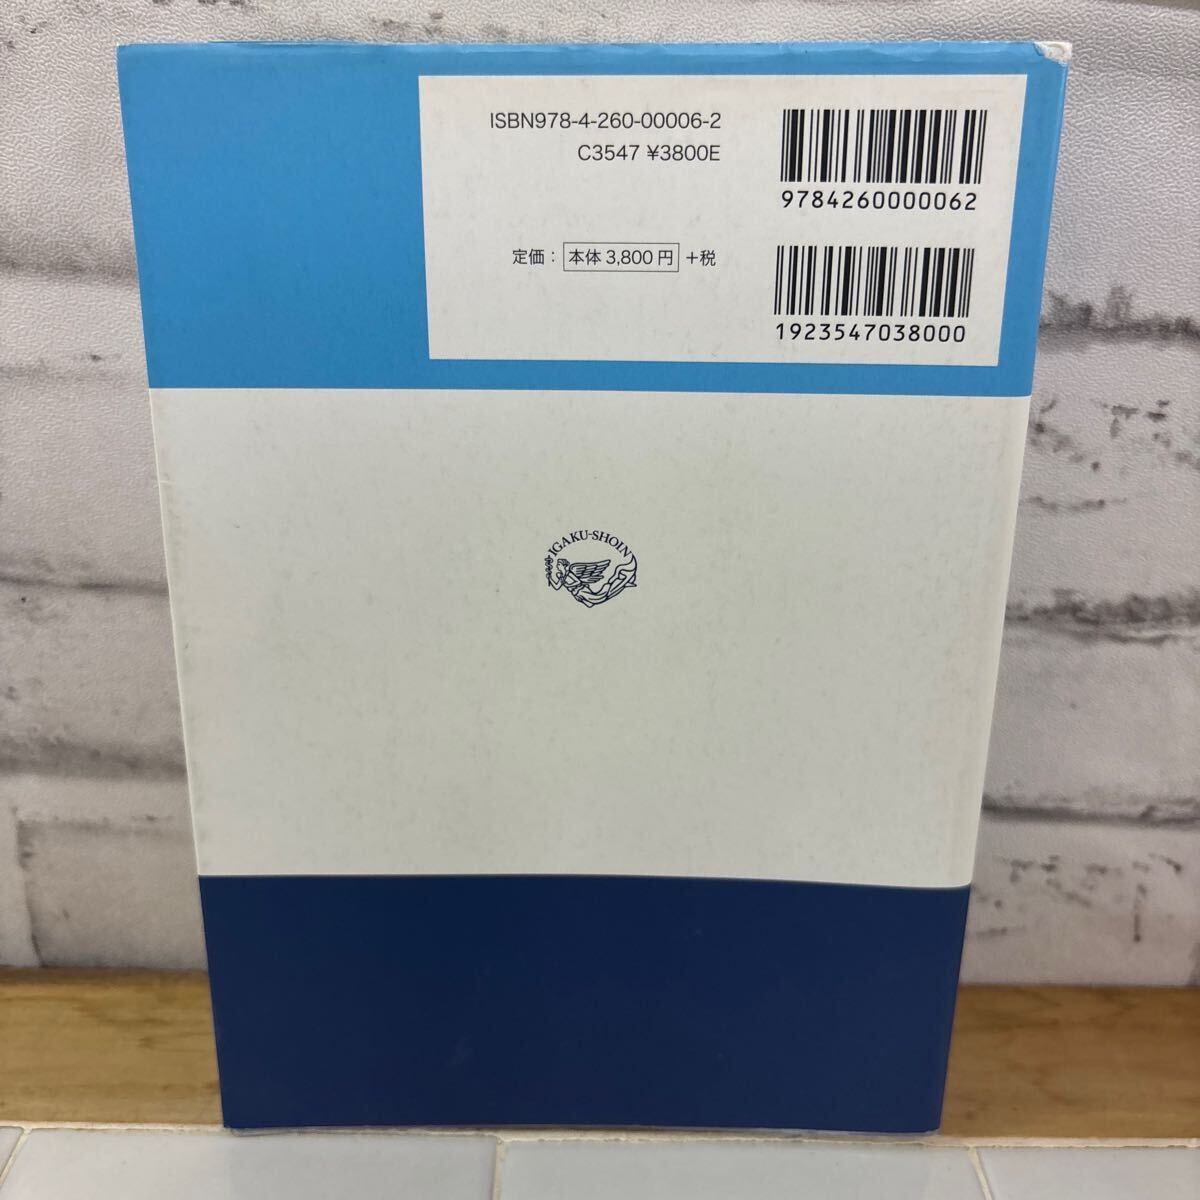 ISBN978-4-260-00006-2
C3547 ¥3800E
9784260000062
定価：本体 3,800 円 +税
1923547038000
IGAKU-SHOIN